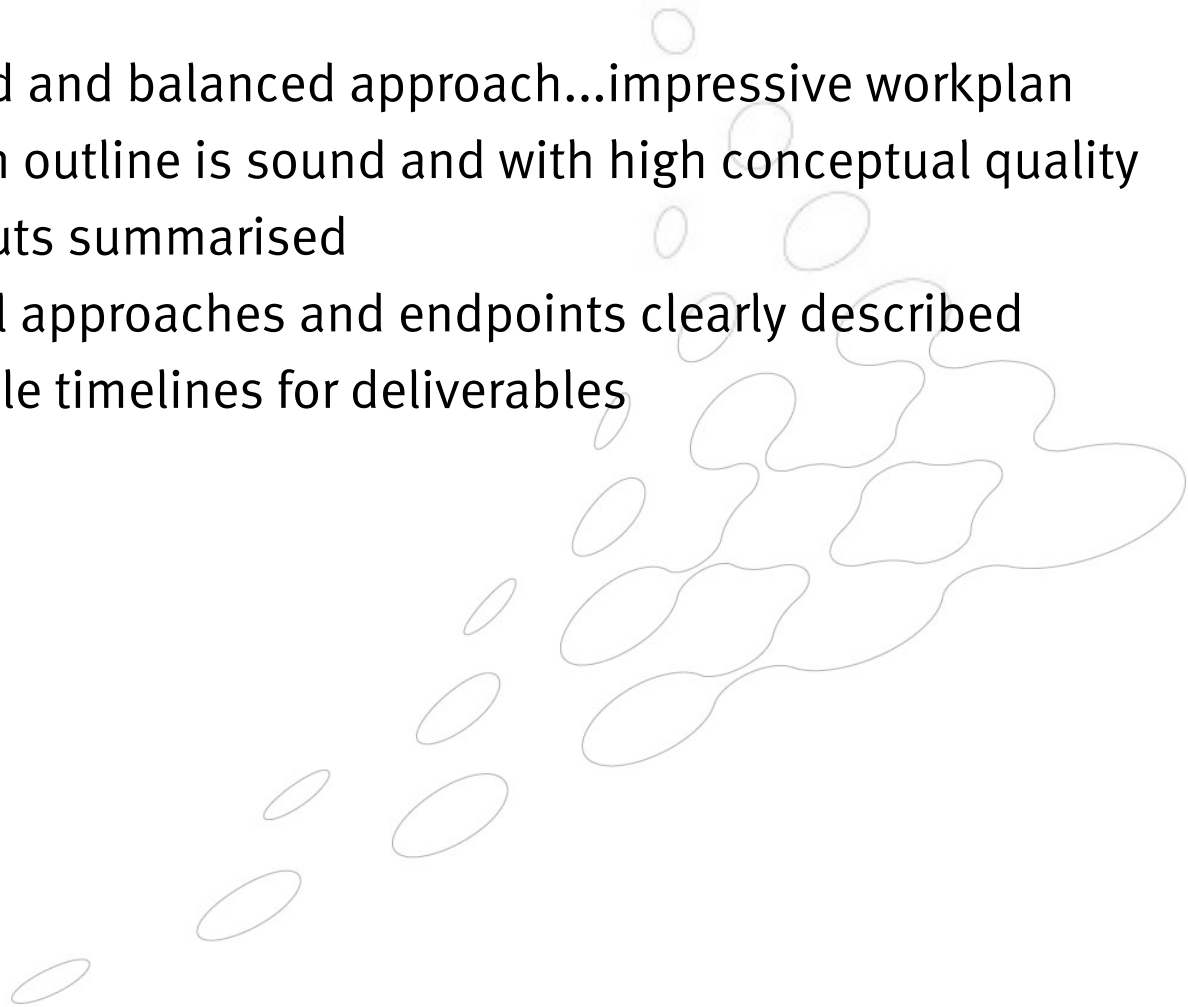 d and balanced approach...impressive workplan
n outline is sound and with high conceptual quality
uts summarised
l approaches and endpoints clearly described
le timelines for deliverables